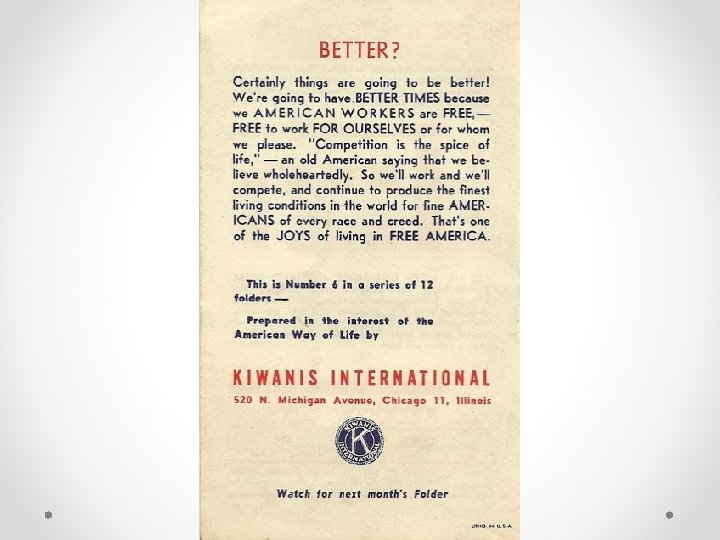 BETTER?
Certainly things are going to be better!
We're going to have BETTER TIMES because
we AMERICAN WORKERS are FREE,—
FREE to work FOR OURSELVES or for whom
we please. "Competition is the spice of
life," — an old American saying that we be-
lieve wholeheartedly. So we'll work and we'll
compete, and continue to produce the finest
living conditions in the world for fine AMER-
ICANS of every race and creed. That's one
of the JOYS of living in FREE AMERICA.
This is Number 6 in a series of 12
folders —
Prepared in the interest of the
American Way of Life by
KIWANIS INTERNATIONAL
520 N. Michigan Avenue, Chicago 11, Illinois
KIWANIS
K
INTERNATIONAL
Watch for next month's Folder
LITHO IN U.S.A.